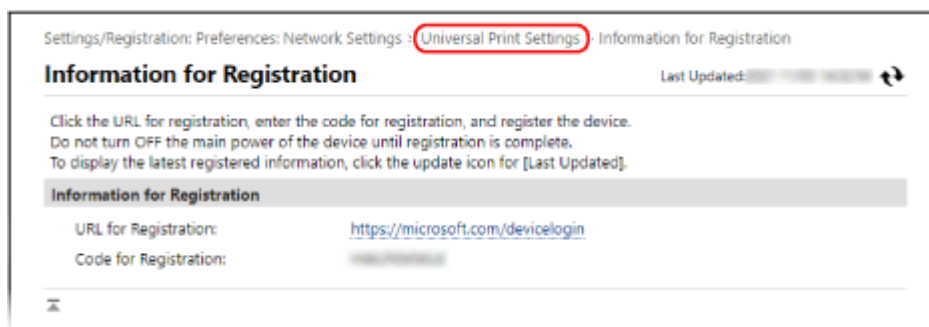 Settings/Registration: Preferences: Network Settings > Universal Print Settings > Information for Registration
Information for Registration
Last Updated:
Click the URL for registration, enter the code for registration, and register the device.
Do not turn OFF the main power of the device until registration is complete.
To display the latest registered information, click the update icon for [Last Updated].
Information for Registration
URL for Registration: https://microsoft.com/devicelogin
Code for Registration: